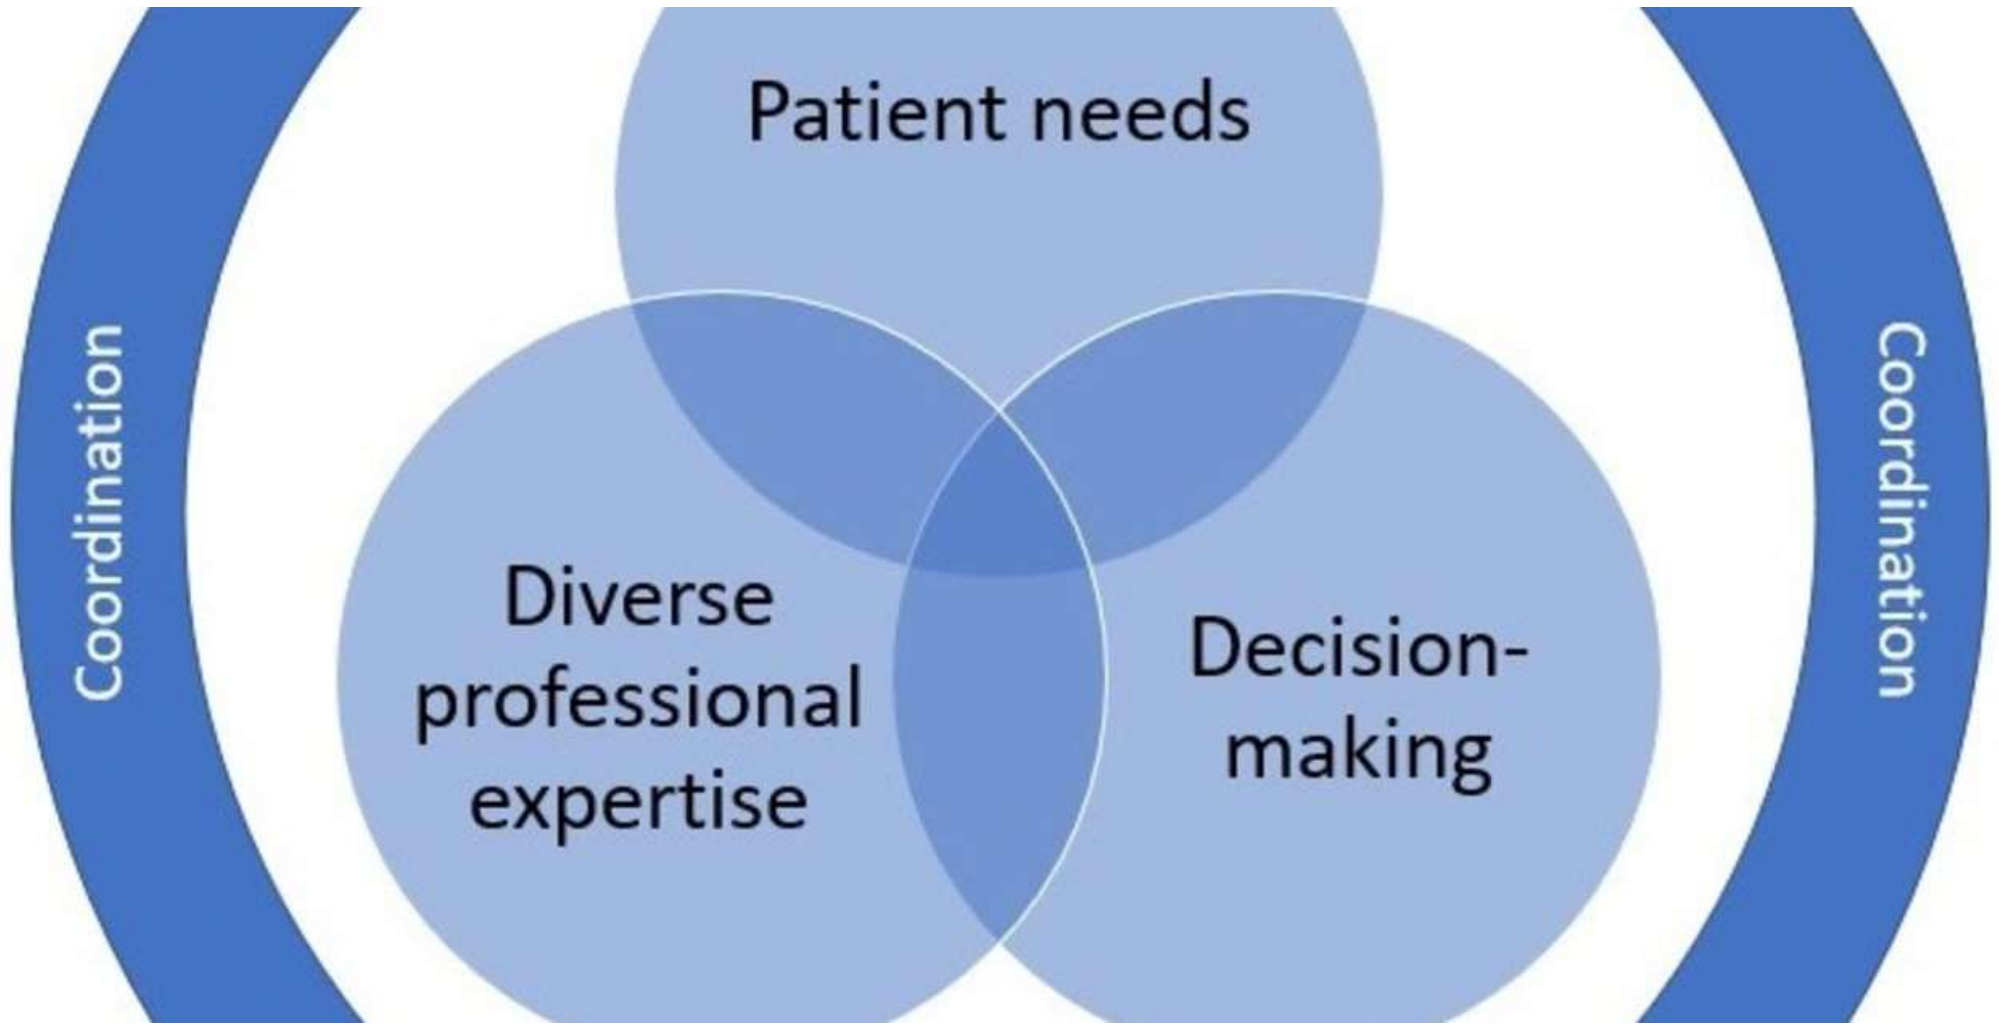 Patient needs
Coordination
Diverse
professional
expertise
Decision-
making
Coordination